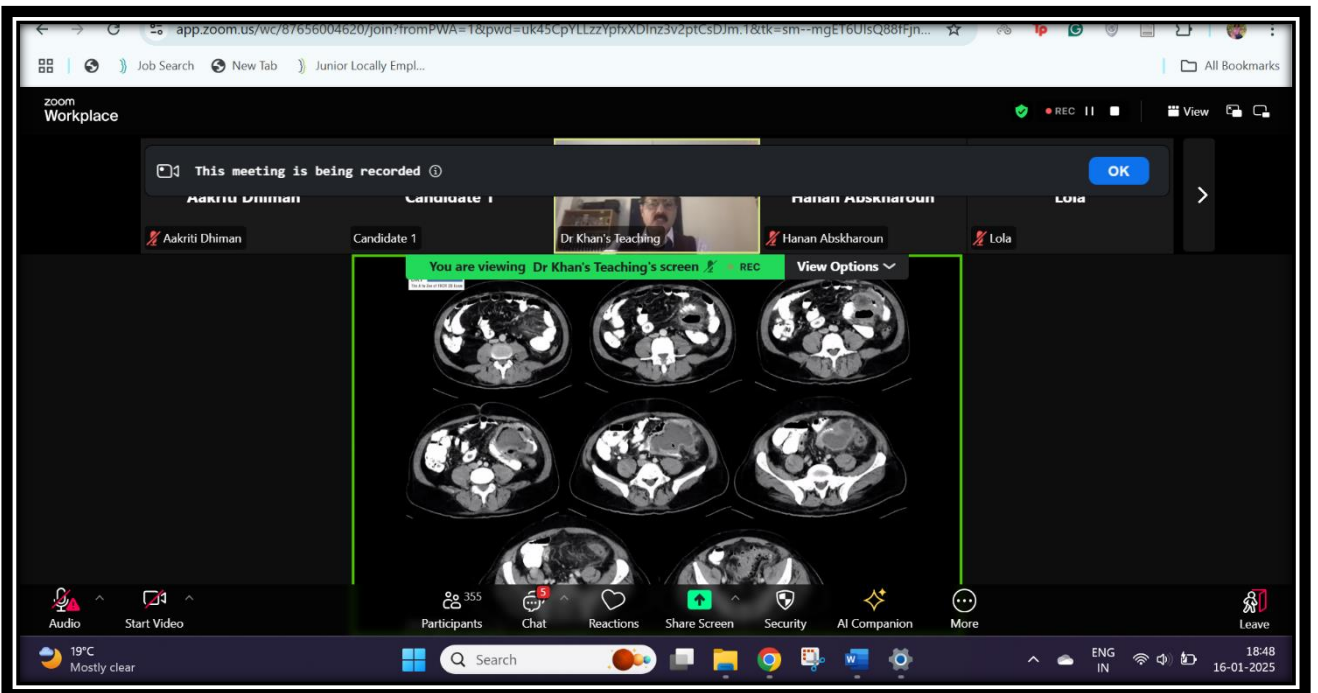 app.zoom.us/wc/87656004620/join?fromPWA=1&pwd=uk45CpYLLzzYpfxXDInz3v2ptCsDJm.1&tk=sm--mgET6UIsQ88fFjn...
Job Search New Tab Junior Locally Empl... All Bookmarks
zoom
Workplace
REC View
This meeting is being recorded OK
Aakriti Dhiman Candidate 1 Hanan Abskharoun Lola
Aakriti Dhiman Candidate 1 Dr Khan's Teaching Hanan Abskharoun Lola
You are viewing Dr Khan's Teaching's screen REC View Options
355 5
Audio Start Video Participants Chat Reactions Share Screen Security AI Companion More Leave
19°C
Mostly clear
Search
ENG
IN
18:48
16-01-2025